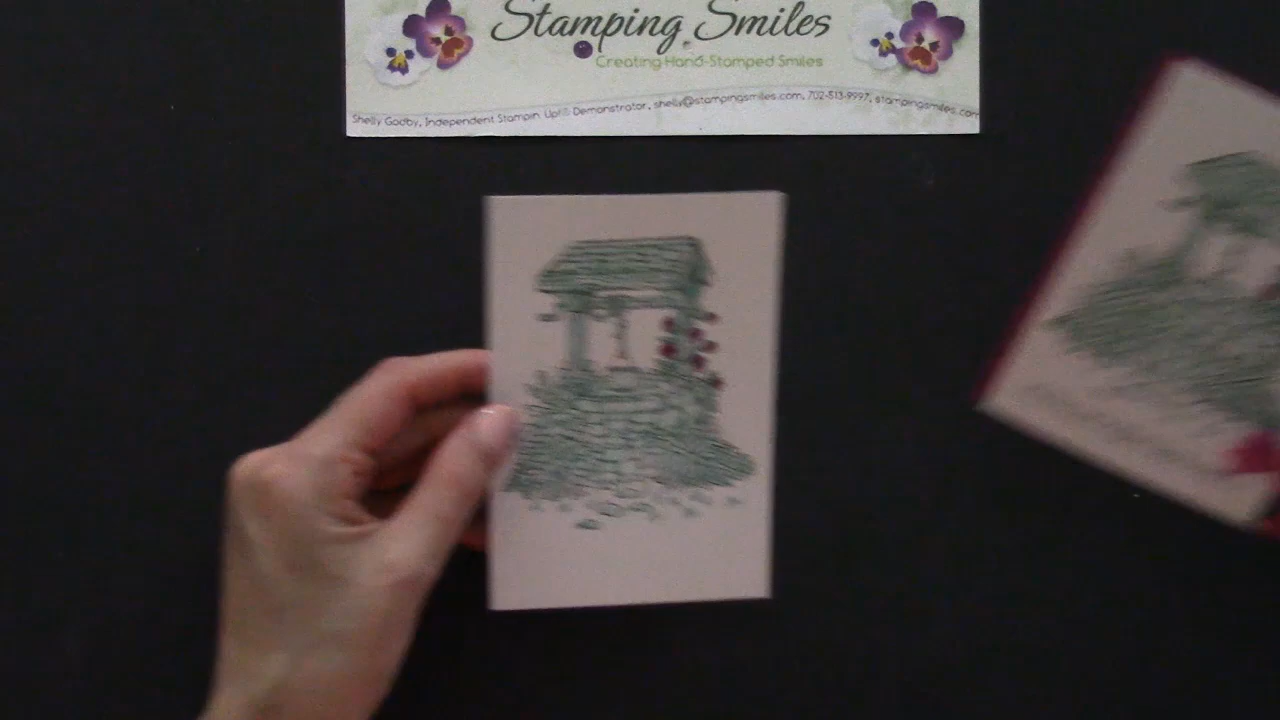 Stamping Smiles
Creating Hand-Stamped Smiles
Shelly Godby, Independent Stampin' Up!® Demonstrator, shelly@stampingsmiles.com, 702-513-9997, stampingsmiles.com